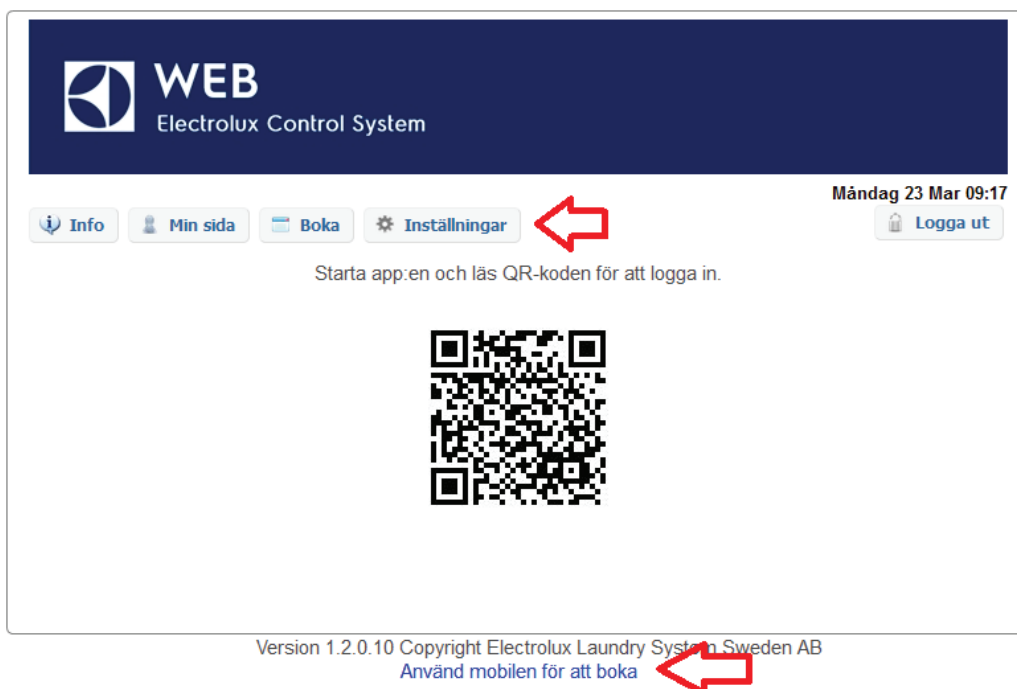 WEB
Electrolux Control System
Måndag 23 Mar 09:17
Info Min sida Boka Inställningar Logga ut
Starta app:en och läs QR-koden för att logga in.
Version 1.2.0.10 Copyright Electrolux Laundry System Sweden AB
Använd mobilen för att boka